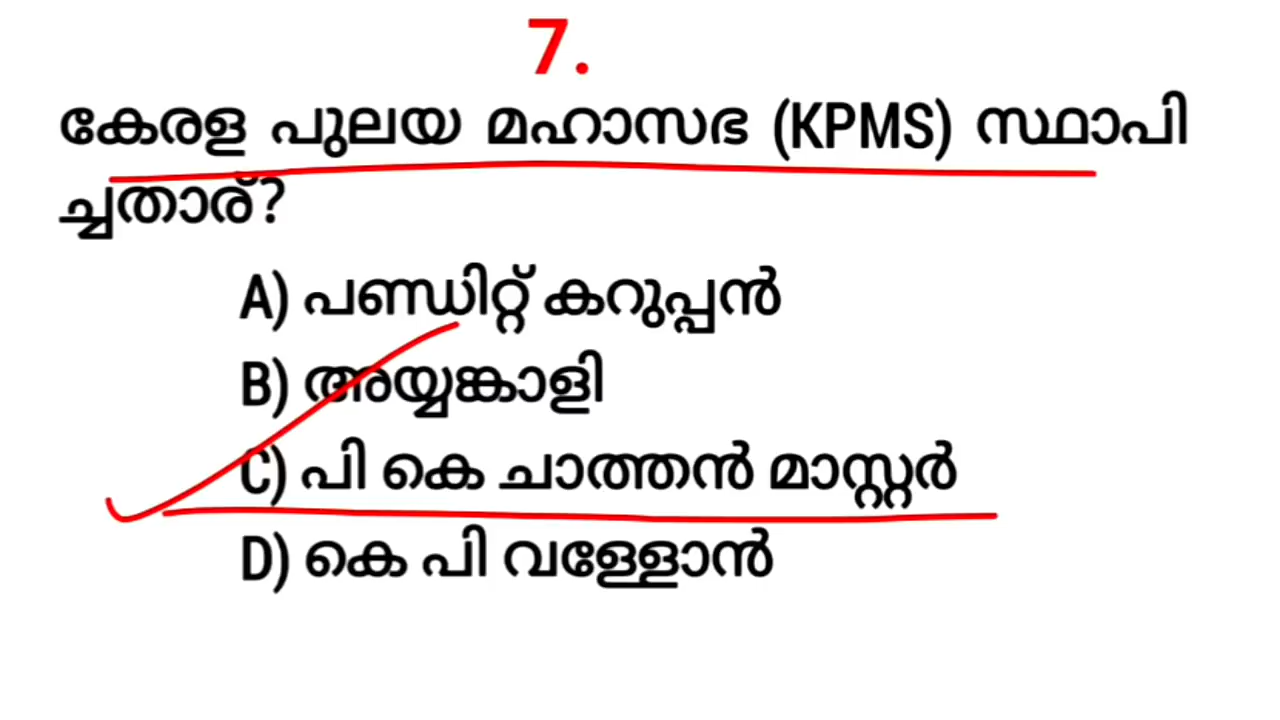 7.
കേരള പുലയ മഹാസഭ (KPMS) സ്ഥാപി
ച്ചതാര്?
A) പണ്ഡിറ്റ് കറുപ്പൻ
B) അയ്യങ്കാളി
C) പി കെ ചാത്തൻ മാസ്റ്റർ
D) കെ പി വള്ളോൻ